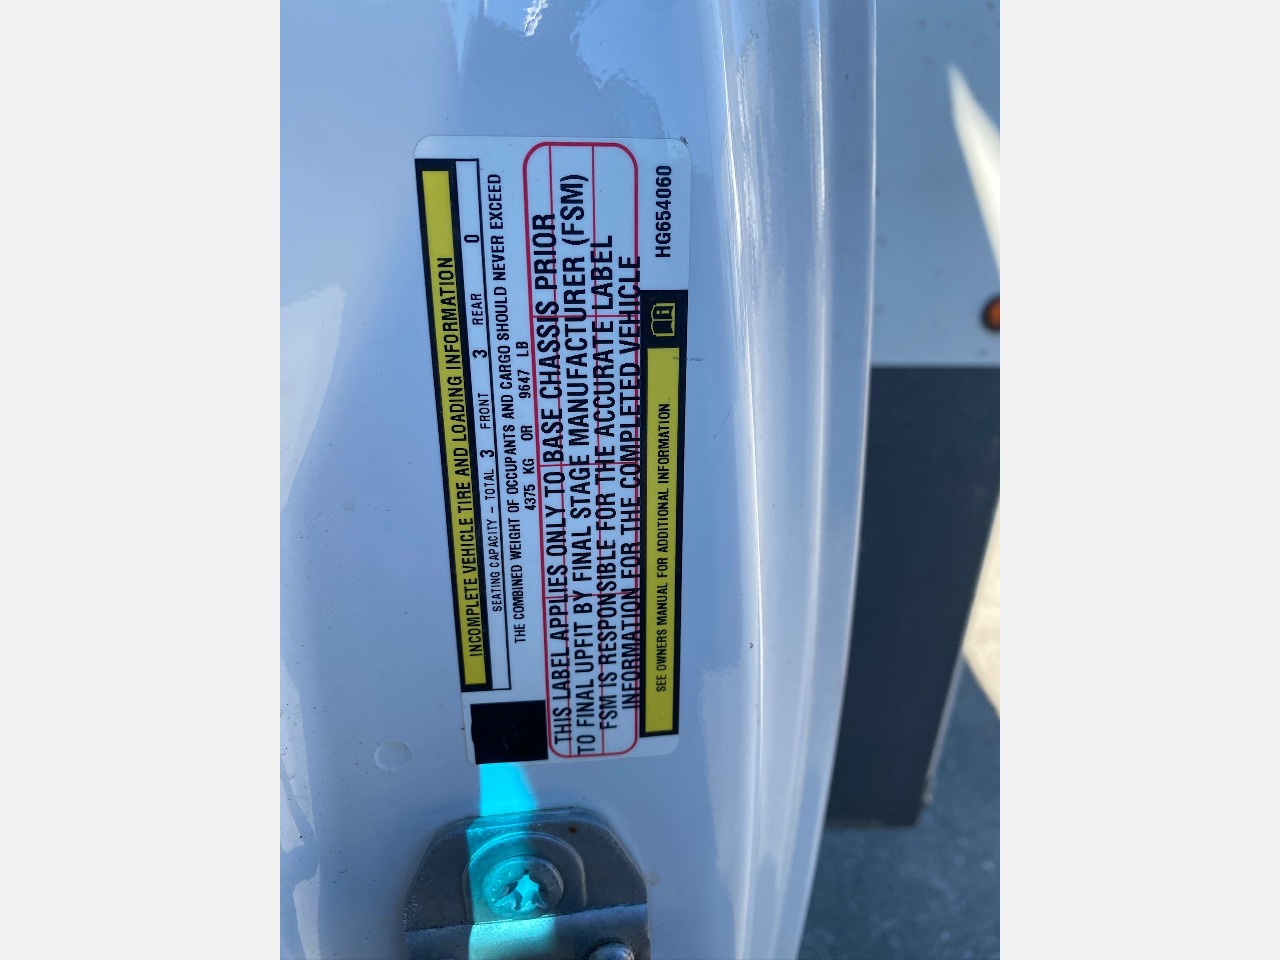 INCOMPLETE VEHICLE TIRE AND LOADING INFORMATION
SEATING CAPACITY - TOTAL 3 FRONT 3 REAR 0
THE COMBINED WEIGHT OF OCCUPANTS AND CARGO SHOULD NEVER EXCEED
4375 KG OR 9647 LB
THIS LABEL APPLIES ONLY TO BASE CHASSIS PRIOR
TO FINAL UPFIT BY FINAL STAGE MANUFACTURER (FSM)
FSM IS RESPONSIBLE FOR THE ACCURATE LABEL
INFORMATION FOR THE COMPLETED VEHICLE
SEE OWNERS MANUAL FOR ADDITIONAL INFORMATION
HG654060